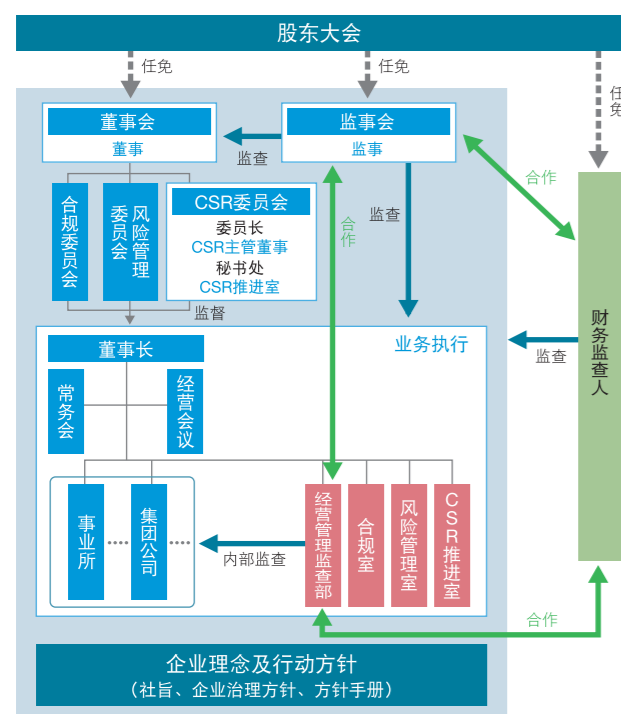 股东大会
任免
任免
任免
董事会
董事
监查
监事会
监事
合作
合作
监查
合规委员会
风险管理
委员会
CSR委员会
委员长
CSR主管董事
秘书处
CSR推进室
监督
财务监查人
监查
董事长
业务执行
常务会
经营会议
事业所
集团公司
内部监查
经营管理监查部
合规室
风险管理室
CSR推进室
合作
企业理念及行动方针
（社旨、企业治理方针、方针手册）